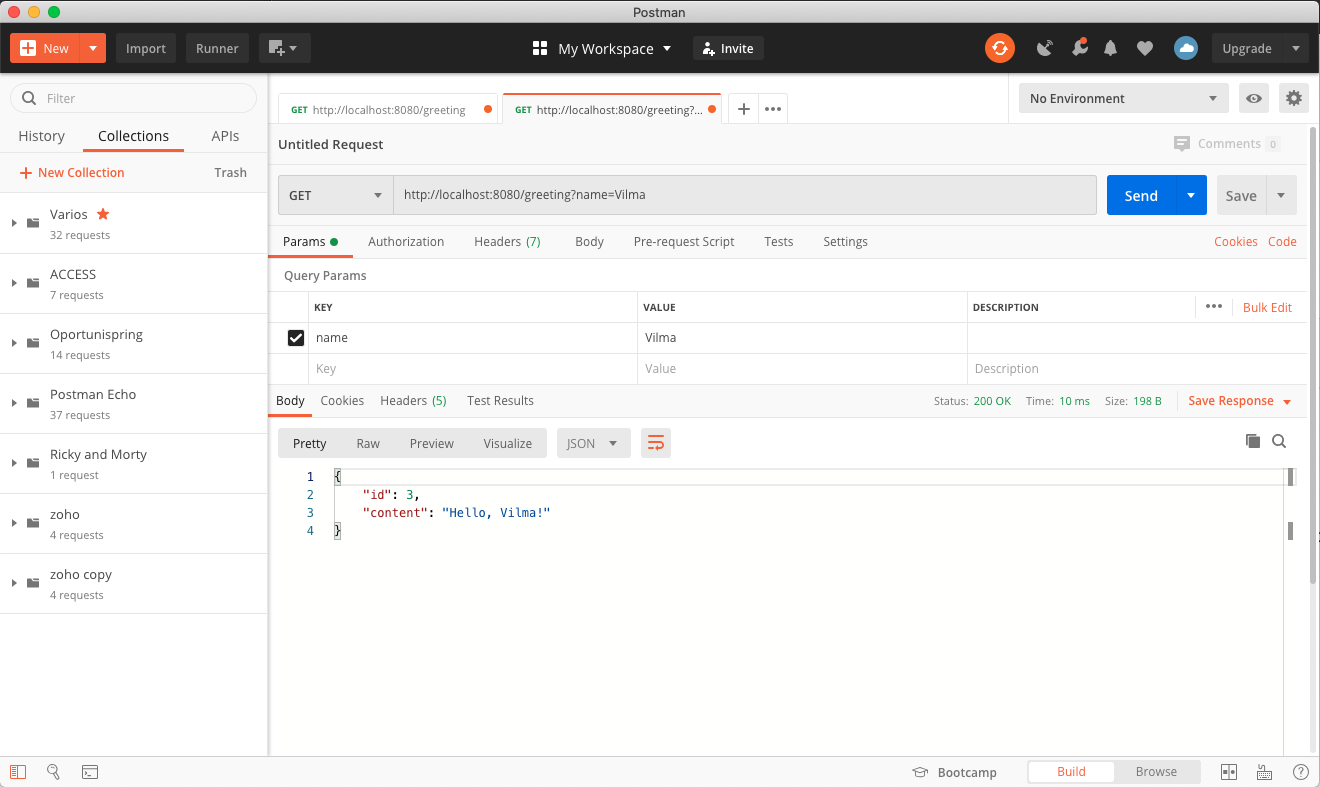 Postman
New Import Runner My Workspace Invite Upgrade
Filter
History Collections APIs
New Collection Trash
Varios
32 requests
ACCESS
7 requests
Oportunispring
14 requests
Postman Echo
37 requests
Ricky and Morty
1 request
zoho
4 requests
zoho copy
4 requests
GET http://localhost:8080/greeting GET http://localhost:8080/greeting?... No Environment
Untitled Request Comments 0
GET http://localhost:8080/greeting?name=Vilma Send Save
Params Authorization Headers (7) Body Pre-request Script Tests Settings Cookies Code
Query Params
KEY VALUE DESCRIPTION Bulk Edit
name Vilma
Key Value Description
Body Cookies Headers (5) Test Results Status: 200 OK Time: 10 ms Size: 198 B Save Response
Pretty Raw Preview Visualize JSON
1 {
2 "id": 3,
3 "content": "Hello, Vilma!"
4 }
Bootcamp Build Browse